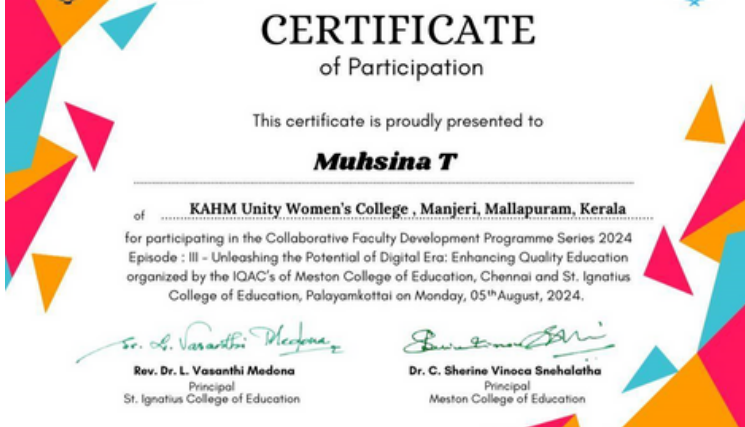 CERTIFICATE
of Participation
This certificate is proudly presented to
Muhsina T
of KAHM Unity Women's College , Manjeri, Mallapuram, Kerala
for participating in the Collaborative Faculty Development Programme Series 2024
Episode : III - Unleashing the Potential of Digital Era: Enhancing Quality Education
organized by the IQAC's of Meston College of Education, Chennai and St. Ignatius
College of Education, Palayamkottai on Monday, 05ᵗʰAugust, 2024.
Sr. L. Vasanthi Medona
Rev. Dr. L. Vasanthi Medona
Principal
St. Ignatius College of Education
Dr. C. Sherine Vinoca Snehalatha
Principal
Meston College of Education